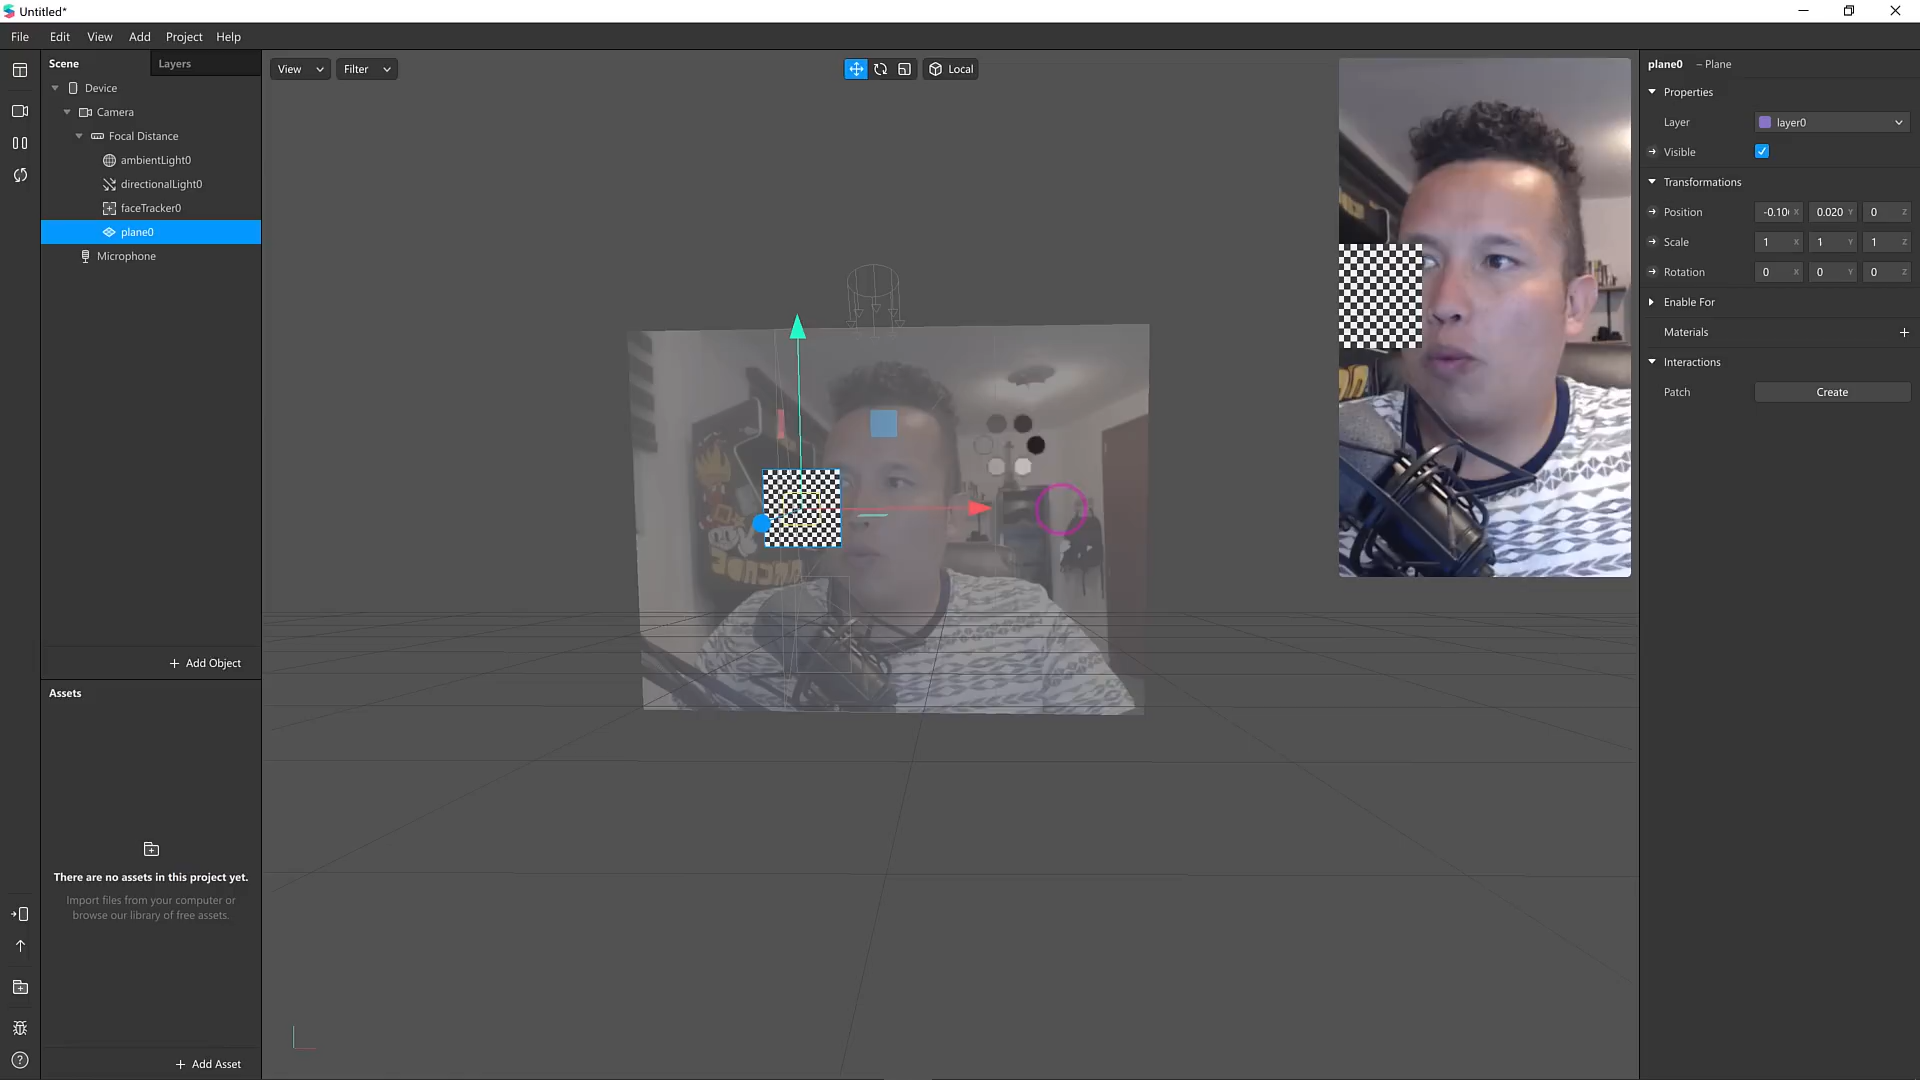 Untitled*
File Edit View Add Project Help
Scene Layers
Device
Camera
Focal Distance
ambientLight0
directionalLight0
faceTracker0
plane0
Microphone
+ Add Object
Assets
There are no assets in this project yet.
Import files from your computer or
browse our library of free assets.
+ Add Asset
View Filter Local
plane0 – Plane
Properties
Layer layer0
Visible
Transformations
Position -0.10 X 0.020 Y 0 Z
Scale 1 X 1 Y 1 Z
Rotation 0 X 0 Y 0 Z
Enable For
Materials +
Interactions
Patch Create